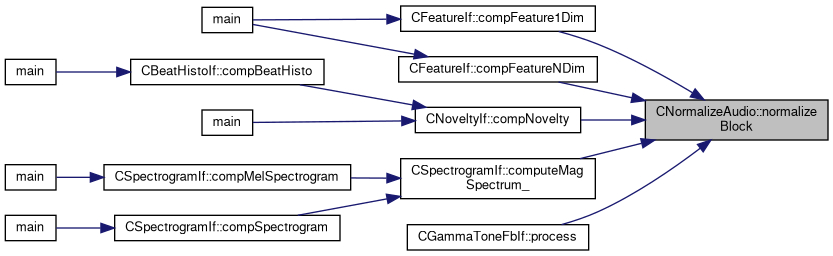 main
CFeatureIf::compFeature1Dim
main
CBeatHistoIf::compBeatHisto
CFeatureIf::compFeatureNDim
CNormalizeAudio::normalize
Block
main
CNoveltyIf::compNovelty
main
CSpectrogramIf::compMelSpectrogram
CSpectrogramIf::computeMag
Spectrum_
main
CSpectrogramIf::compSpectrogram
CGammaToneFbIf::process